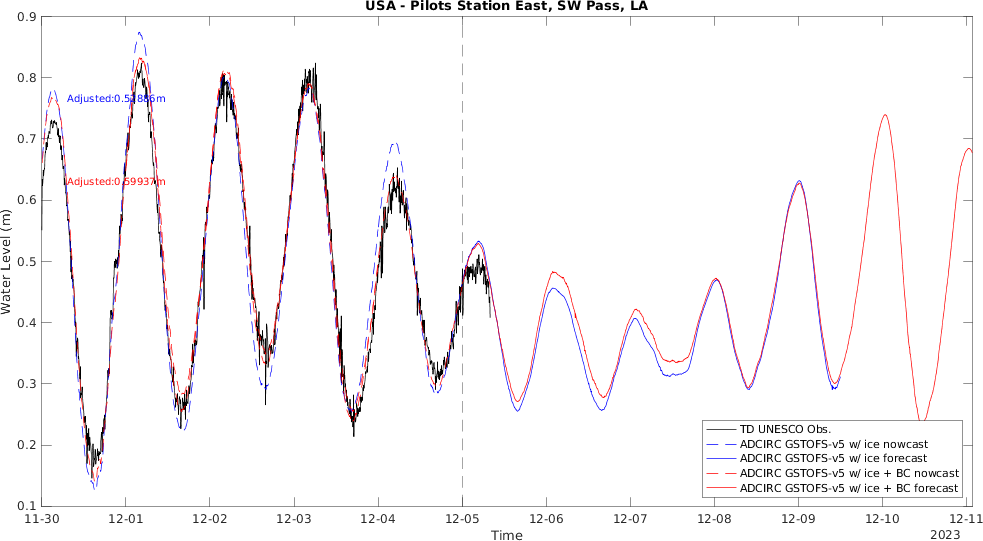 USA - Pilots Station East, SW Pass, LA
0.9
0.8
0.7
0.6
0.5
0.4
0.3
0.2
0.1
Water Level (m)
Adjusted:0.57886m
Adjusted:0.59937m
TD UNESCO Obs.
ADCIRC GSTOFS-v5 w/ ice nowcast
ADCIRC GSTOFS-v5 w/ ice forecast
ADCIRC GSTOFS-v5 w/ ice + BC nowcast
ADCIRC GSTOFS-v5 w/ ice + BC forecast
11-30 12-01 12-02 12-03 12-04 12-05 12-06 12-07 12-08 12-09 12-10 12-11
Time
2023